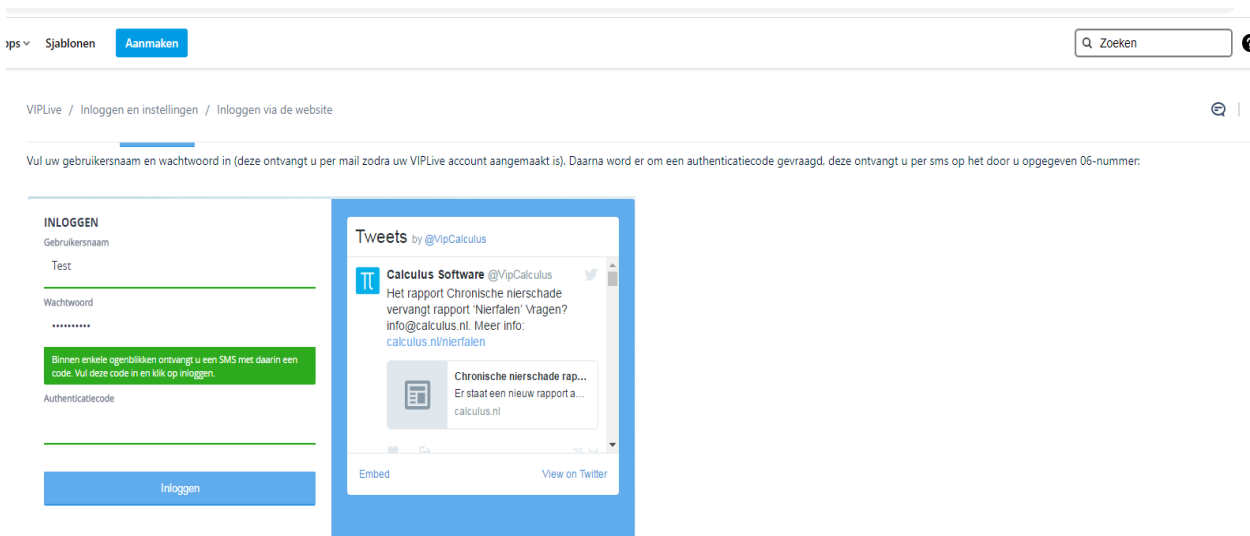 Sjablonen
Aanmaken
Zoeken
VIPLive / Inloggen en instellingen / Inloggen via de website
Vul uw gebruikersnaam en wachtwoord in (deze ontvangt u per mail zodra uw VIPLive account aangemaakt is). Daarna word er om een authenticatiecode gevraagd, deze ontvangt u per sms op het door u opgegeven 06-nummer:
INLOGGEN
Gebruikersnaam
Test
Wachtwoord
Binnen enkele ogenblikken ontvangt u een SMS met daarin een
code. Vul deze code in en klik op inloggen.
Authenticatiecode
Inloggen
Tweets by @VipCalculus
Calculus Software @VipCalculus
Het rapport Chronische nierschade
vervangt rapport 'Nierfalen' Vragen?
info@calculus.nl. Meer info:
calculus.nl/nierfalen
Chronische nierschade rap...
Er staat een nieuw rapport a...
calculus.nl
Embed
View on Twitter